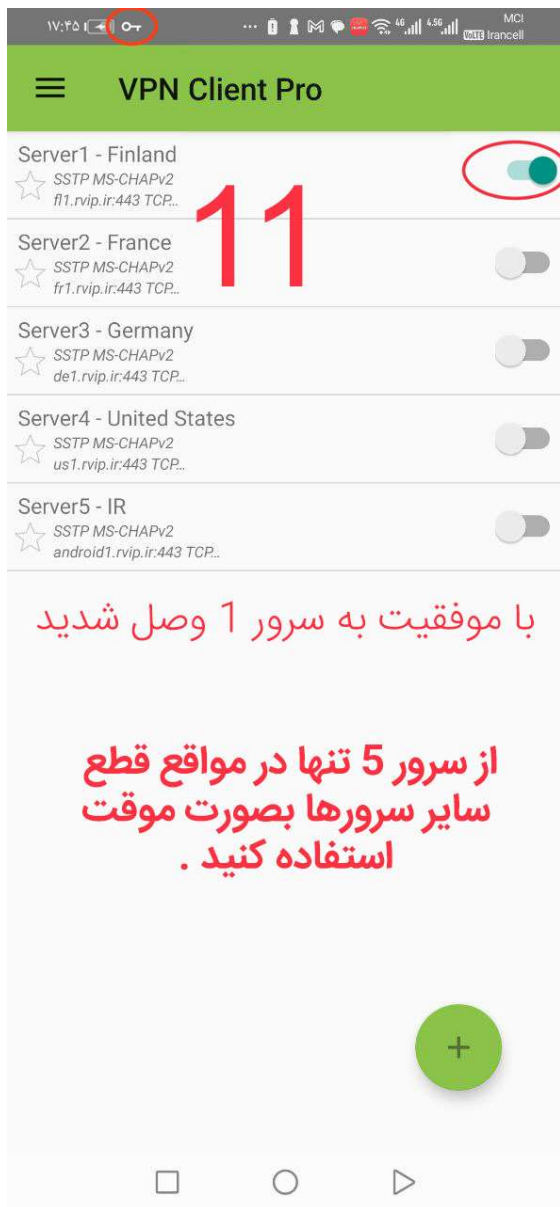 ۱۷:۴۵
... 4G 4.5G VoLTE MCI Irancell
VPN Client Pro
Server1 - Finland
SSTP MS-CHAPv2
fl1.rvip.ir:443 TCP...
11
Server2 - France
SSTP MS-CHAPv2
fr1.rvip.ir:443 TCP...
Server3 - Germany
SSTP MS-CHAPv2
de1.rvip.ir:443 TCP...
Server4 - United States
SSTP MS-CHAPv2
us1.rvip.ir:443 TCP...
Server5 - IR
SSTP MS-CHAPv2
android1.rvip.ir:443 TCP...
با موفقیت به سرور 1 وصل شدید
از سرور 5 تنها در مواقع قطع
سایر سرورها بصورت موقت
استفاده کنید .
+